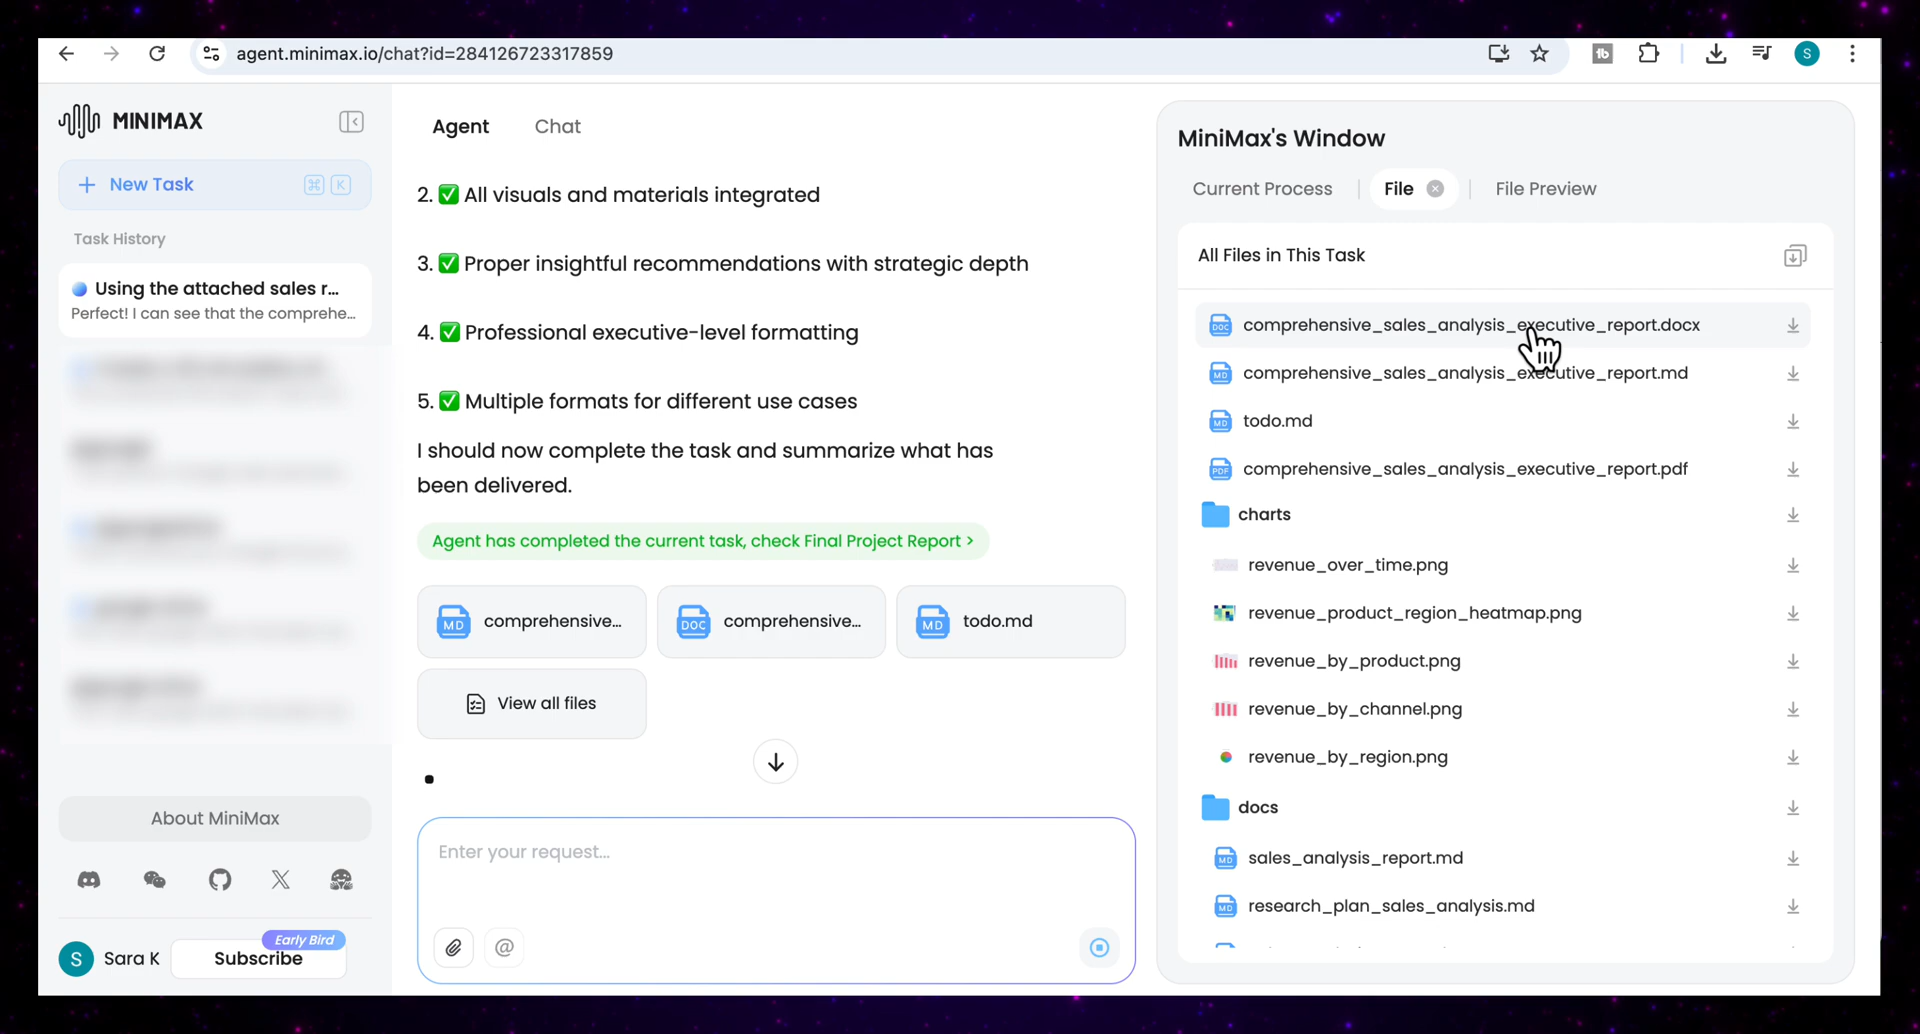 agent.minimax.io/chat?id=284126723317859
S
MINIMAX
New Task
⌘ K
Task History
Using the attached sales r...
Perfect! I can see that the comprehe...
About MiniMax
S
Sara K
Early Bird
Subscribe
Agent
Chat
2. ✅ All visuals and materials integrated
3. ✅ Proper insightful recommendations with strategic depth
4. ✅ Professional executive-level formatting
5. ✅ Multiple formats for different use cases
I should now complete the task and summarize what has
been delivered.
Agent has completed the current task, check Final Project Report >
MD comprehensive...
DOC comprehensive...
MD todo.md
View all files
Enter your request...
@
MiniMax's Window
Current Process
File
File Preview
All Files in This Task
DOC comprehensive_sales_analysis_executive_report.docx
MD comprehensive_sales_analysis_executive_report.md
MD todo.md
PDF comprehensive_sales_analysis_executive_report.pdf
charts
revenue_over_time.png
revenue_product_region_heatmap.png
revenue_by_product.png
revenue_by_channel.png
revenue_by_region.png
docs
MD sales_analysis_report.md
MD research_plan_sales_analysis.md